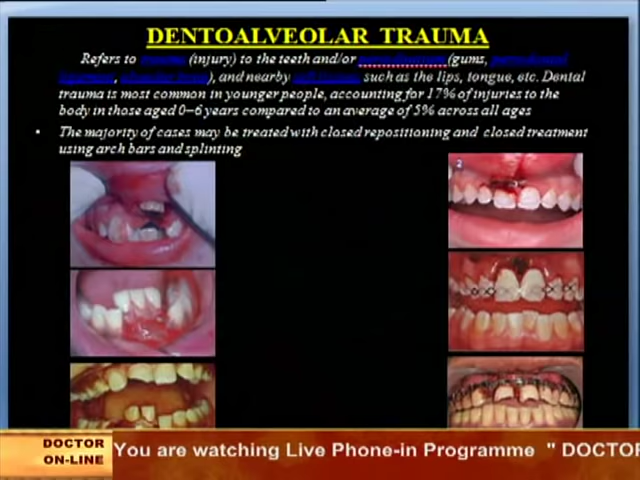 DENTOALVEOLAR TRAUMA
Refers to trauma (injury) to the teeth and/or periodontium (gums, periodontal
ligament, alveolar bone), and nearby soft tissues such as the lips, tongue, etc. Dental
trauma is most common in younger people, accounting for 17% of injuries to the
body in those aged 0–6 years compared to an average of 5% across all ages
• The majority of cases may be treated with closed repositioning and closed treatment
using arch bars and splinting
2
DOCTOR
ON-LINE
You are watching Live Phone-in Programme " DOCTOR